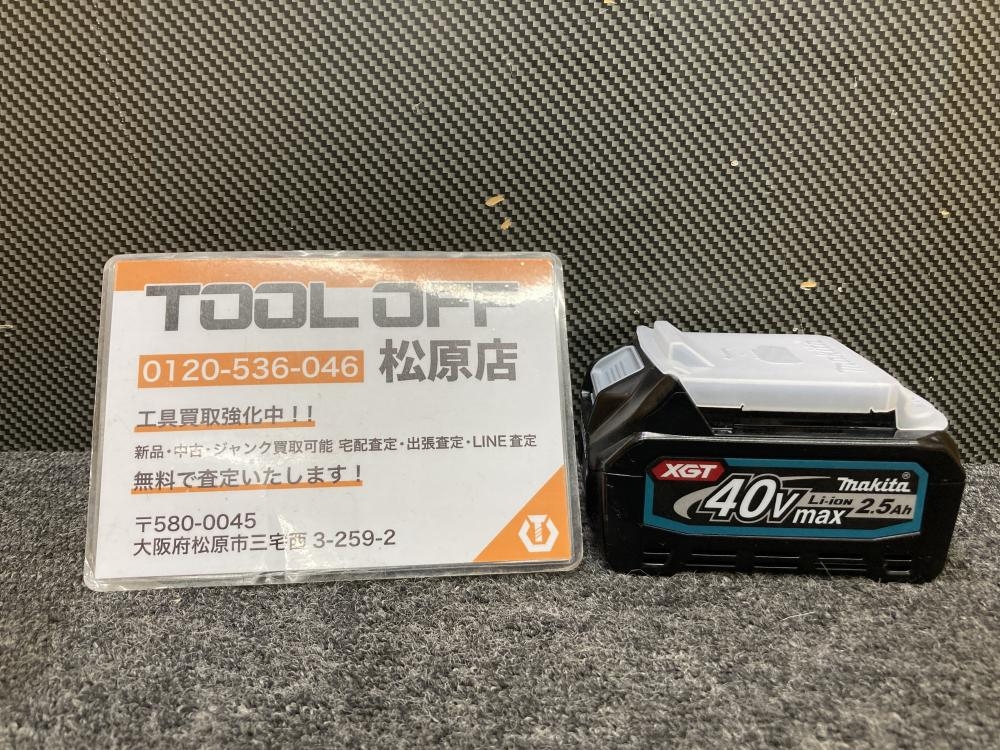 TOOL OFF
0120-536-046 松原店
工具買取強化中！！
新品・中古・ジャンク買取可能 宅配査定・出張査定・LINE査定
無料で査定いたします！
〒580-0045
大阪府松原市三宅西 3-259-2
makita
XGT
40Vmax
Li-ion 2.5Ah
makita®